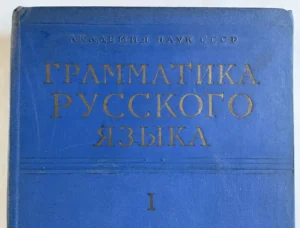 АКАДЕМИЯ НАУК СССР
ГРАММАТИКА
РУССКОГО
ЯЗЫКА
I